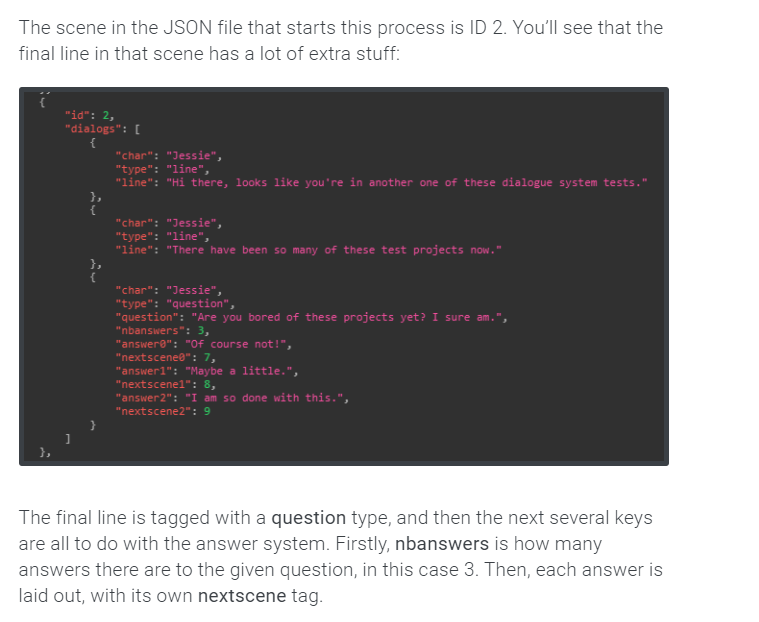 The scene in the JSON file that starts this process is ID 2. You'll see that the
final line in that scene has a lot of extra stuff:
{
"id": 2,
"dialogs": [
{
"char": "Jessie",
"type": "line",
"line": "Hi there, looks like you're in another one of these dialogue system tests."
},
{
"char": "Jessie",
"type": "line",
"line": "There have been so many of these test projects now."
},
{
"char": "Jessie",
"type": "question",
"question": "Are you bored of these projects yet? I sure am.",
"nbanswers": 3,
"answer0": "Of course not!",
"nextscene0": 7,
"answer1": "Maybe a little.",
"nextscene1": 8,
"answer2": "I am so done with this.",
"nextscene2": 9
}
]
},
The final line is tagged with a question type, and then the next several keys
are all to do with the answer system. Firstly, nbanswers is how many
answers there are to the given question, in this case 3. Then, each answer is
laid out, with its own nextscene tag.